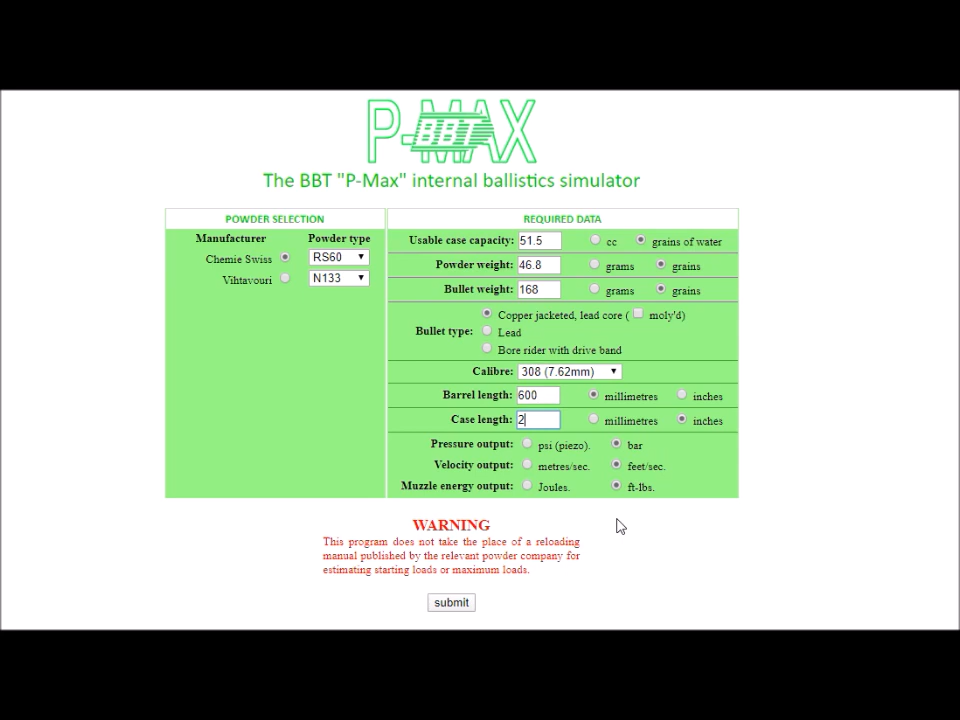 P-MAX
BBT
The BBT "P-Max" internal ballistics simulator
POWDER SELECTION
Manufacturer Powder type
Chemie Swiss RS60
Vihtavouri N133
REQUIRED DATA
Usable case capacity: 51.5 cc grains of water
Powder weight: 46.8 grams grains
Bullet weight: 168 grams grains
Bullet type: Copper jacketed, lead core ( moly'd)
Lead
Bore rider with drive band
Calibre: 308 (7.62mm)
Barrel length: 600 millimetres inches
Case length: 2 millimetres inches
Pressure output: psi (piezo). bar
Velocity output: metres/sec. feet/sec.
Muzzle energy output: Joules. ft-lbs.
WARNING
This program does not take the place of a reloading
manual published by the relevant powder company for
estimating starting loads or maximum loads.
submit